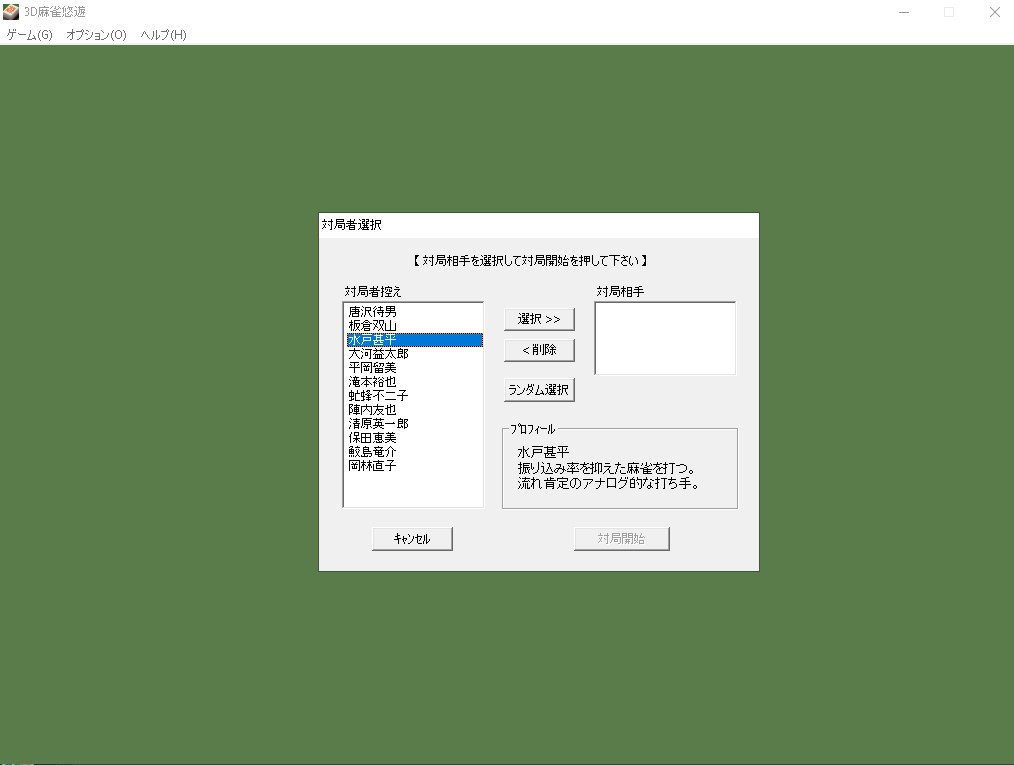 3D麻雀悠遊
ゲーム(G) オプション(O) ヘルプ(H)
対局者選択
【 対局相手を選択して対局開始を押して下さい 】
対局者控え
対局相手
唐沢待男
板倉双山
水戸甚平
大河益太郎
平岡留美
滝本裕也
虻蜂不二子
陣内友也
清原英一郎
保田恵美
鮫島竜介
岡林直子
選択 >>
< 削除
ランダム選択
プロフィール
水戸甚平
振り込み率を抑えた麻雀を打つ。
流れ肯定のアナログ的な打ち手。
キャンセル
対局開始